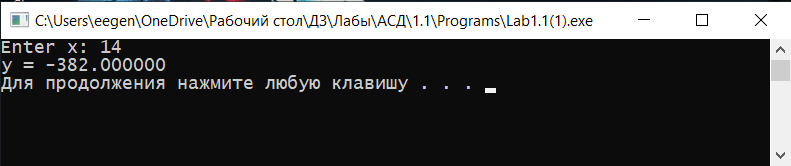 C:\Users\eegen\OneDrive\Рабочий стол\ДЗ\Лабы\АСД\1.1\Programs\Lab1.1(1).exe
Enter x: 14
y = -382.000000
Для продолжения нажмите любую клавишу . . .